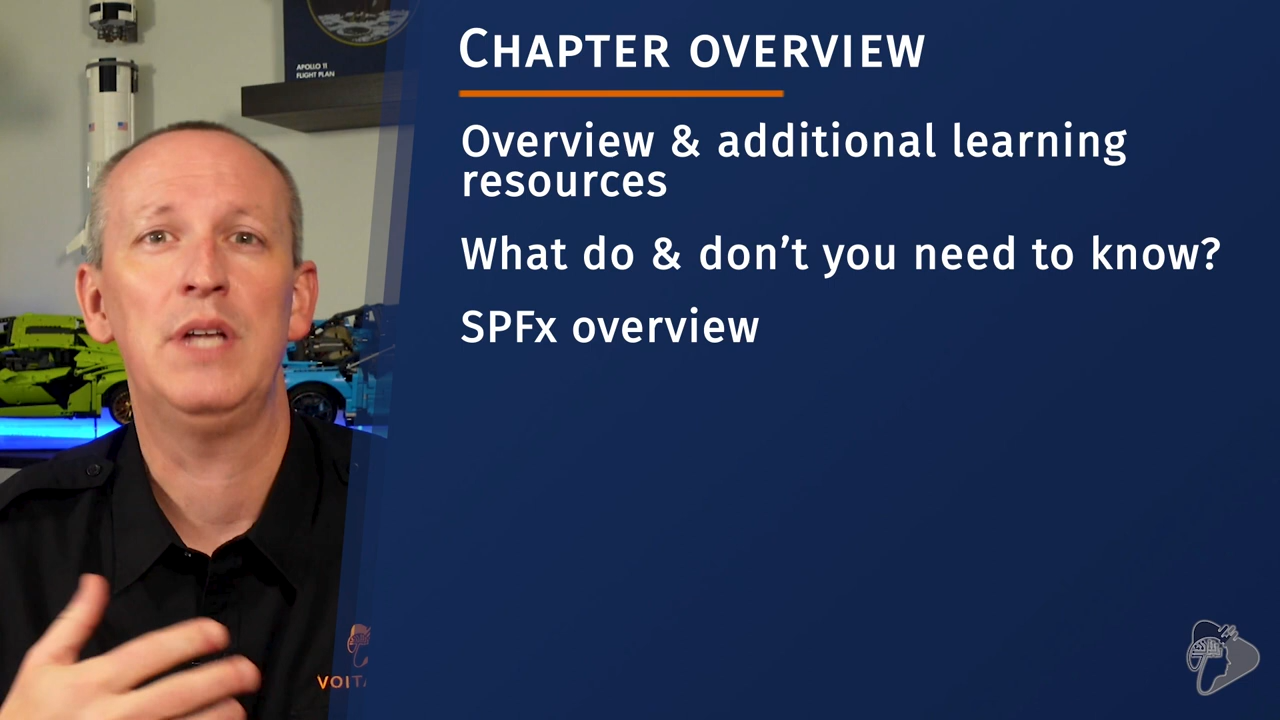 APOLLO 11
FLIGHT PLAN
CHAPTER OVERVIEW
Overview & additional learning
resources
What do & don’t you need to know?
SPFx overview